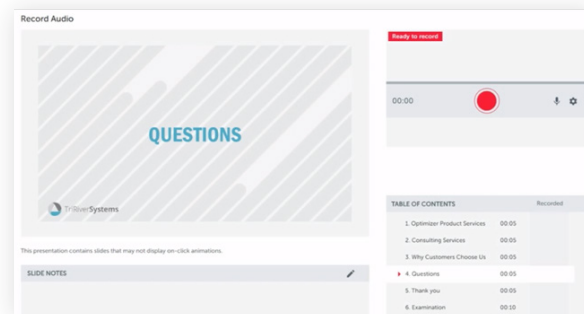 Record Audio
Ready to record
QUESTIONS
00:00
TriRiverSystems
This presentation contains slides that may not display on-click animations.
SLIDE NOTES
TABLE OF CONTENTS Recorded
1. Optimizer Product Services 00:05
2. Consulting Services 00:05
3. Why Customers Choose Us 00:05
4. Questions 00:05
5. Thank you 00:05
6. Examination 00:10